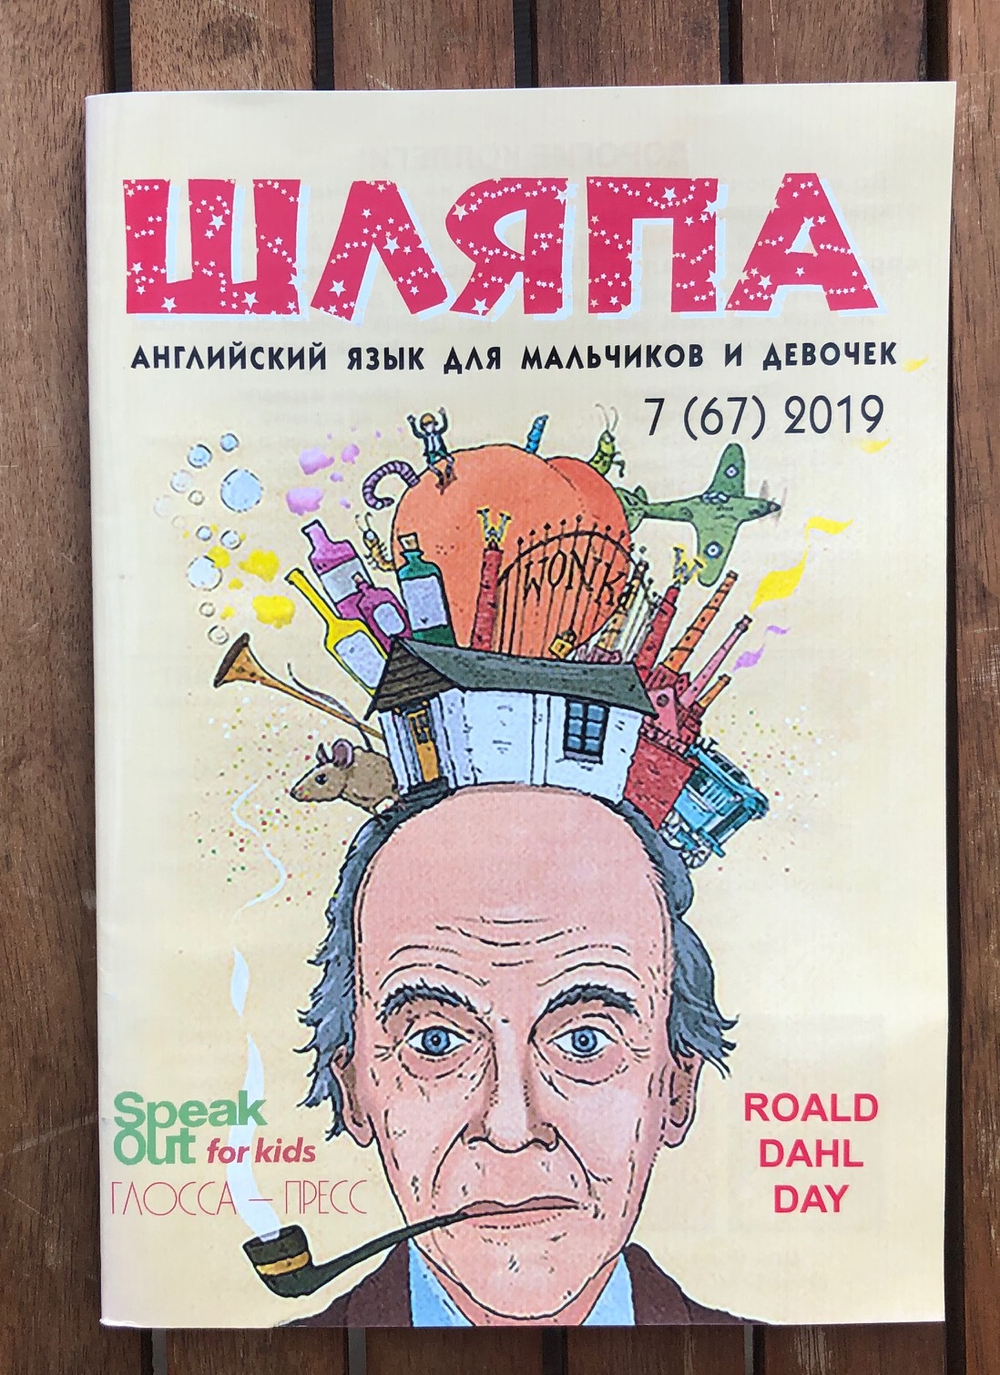 ШЛЯПА
АНГЛИЙСКИЙ ЯЗЫК ДЛЯ МАЛЬЧИКОВ И ДЕВОЧЕК
7 (67) 2019
W
WONKA
W
Speak
Out for kids
ГЛОССА – ПРЕСС
ROALD
DAHL
DAY